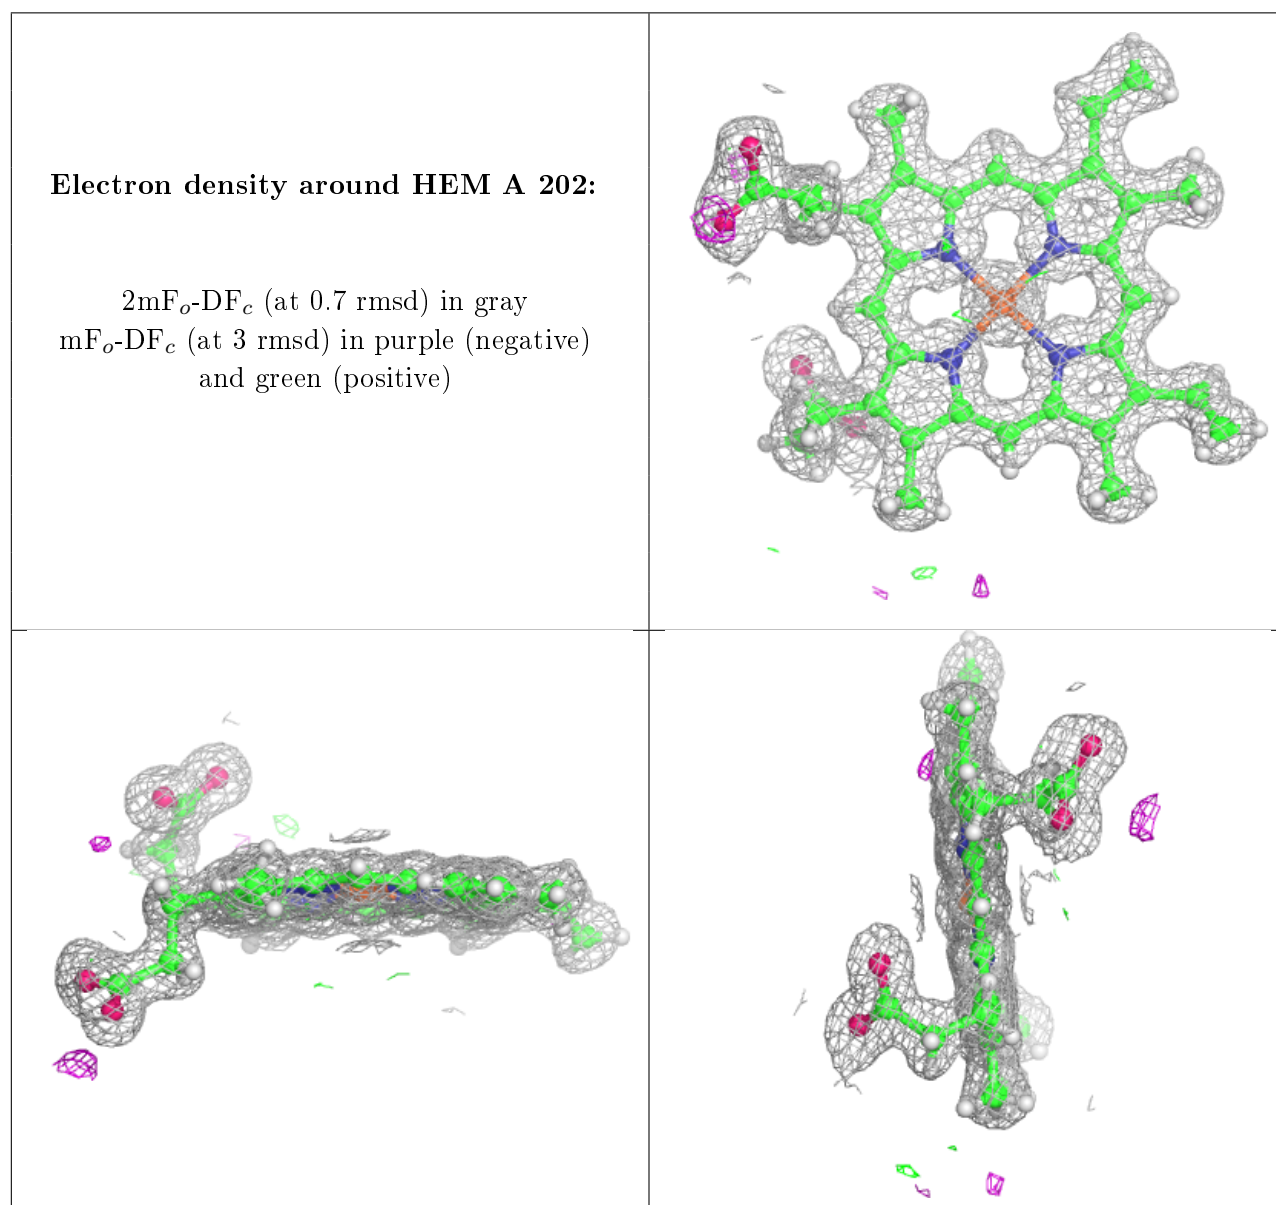 Electron density around HEM A 202:
2mFo-DFc (at 0.7 rmsd) in gray
mFo-DFc (at 3 rmsd) in purple (negative)
and green (positive)